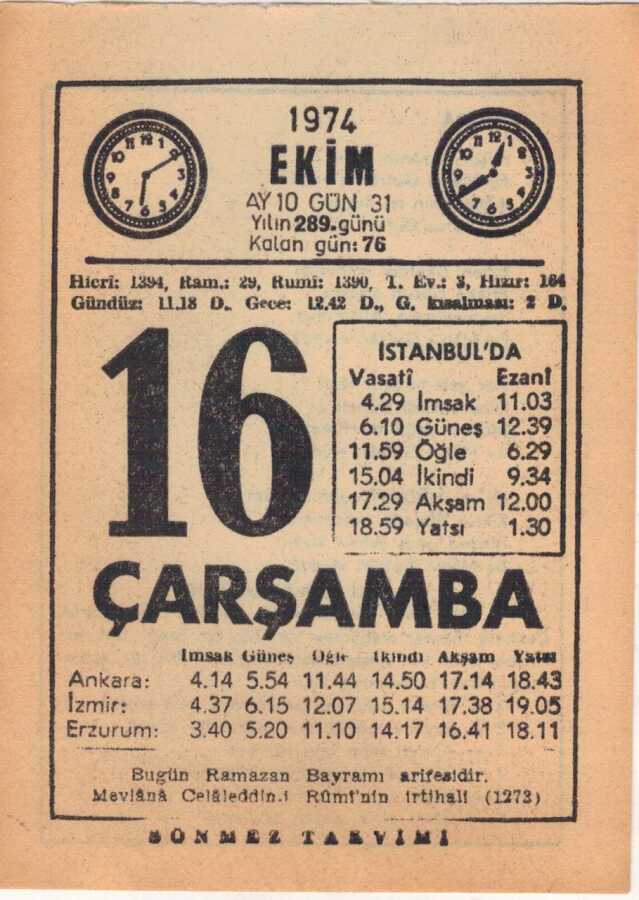 1974
EKİM
AY 10 GÜN 31
Yılın 289. günü
Kalan gün: 76
Hicrî: 1394, Ram.: 29, Rumî: 1390, T. Ev.: 3, Hızır: 164
Gündüz: 11.18 D., Gece: 12.42 D., G. kısalması: 2 D.
16
İSTANBUL'DA
Vasatî Ezanî
4.29 İmsak 11.03
6.10 Güneş 12.39
11.59 Öğle 6.29
15.04 İkindi 9.34
17.29 Akşam 12.00
18.59 Yatsı 1.30
ÇARŞAMBA
İmsak Güneş Öğle İkindi Akşam Yatsı
Ankara: 4.14 5.54 11.44 14.50 17.14 18.43
İzmir: 4.37 6.15 12.07 15.14 17.38 19.05
Erzurum: 3.40 5.20 11.10 14.17 16.41 18.11
Bugün Ramazan Bayramı arifesidir.
Mevlânâ Celâleddin-i Rûmî'nin irtihali (1273)
SÖNMEZ TAKVİMİ